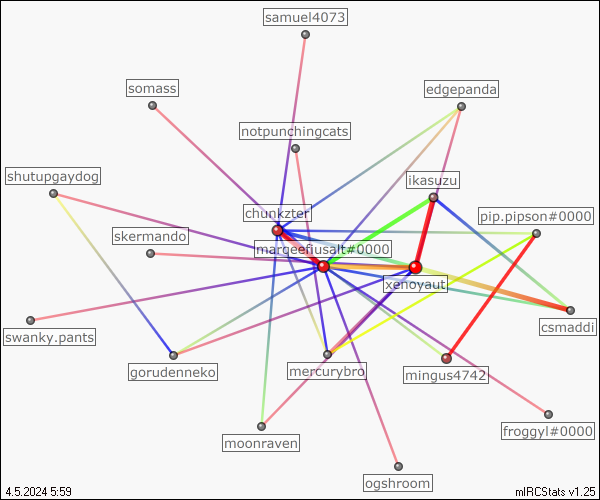 samuel4073
somass
edgepanda
notpunchingcats
shutupgaydog
ikasuzu
chunkzter
pip.pipson#0000
skermando
margeefiusalt#0000
xenoyaut
swanky.pants
csmaddi
gorudenneko
mercurybro
mingus4742
moonraven
froggyl#0000
ogshroom
4.5.2024 5:59
mIRCStats v1.25